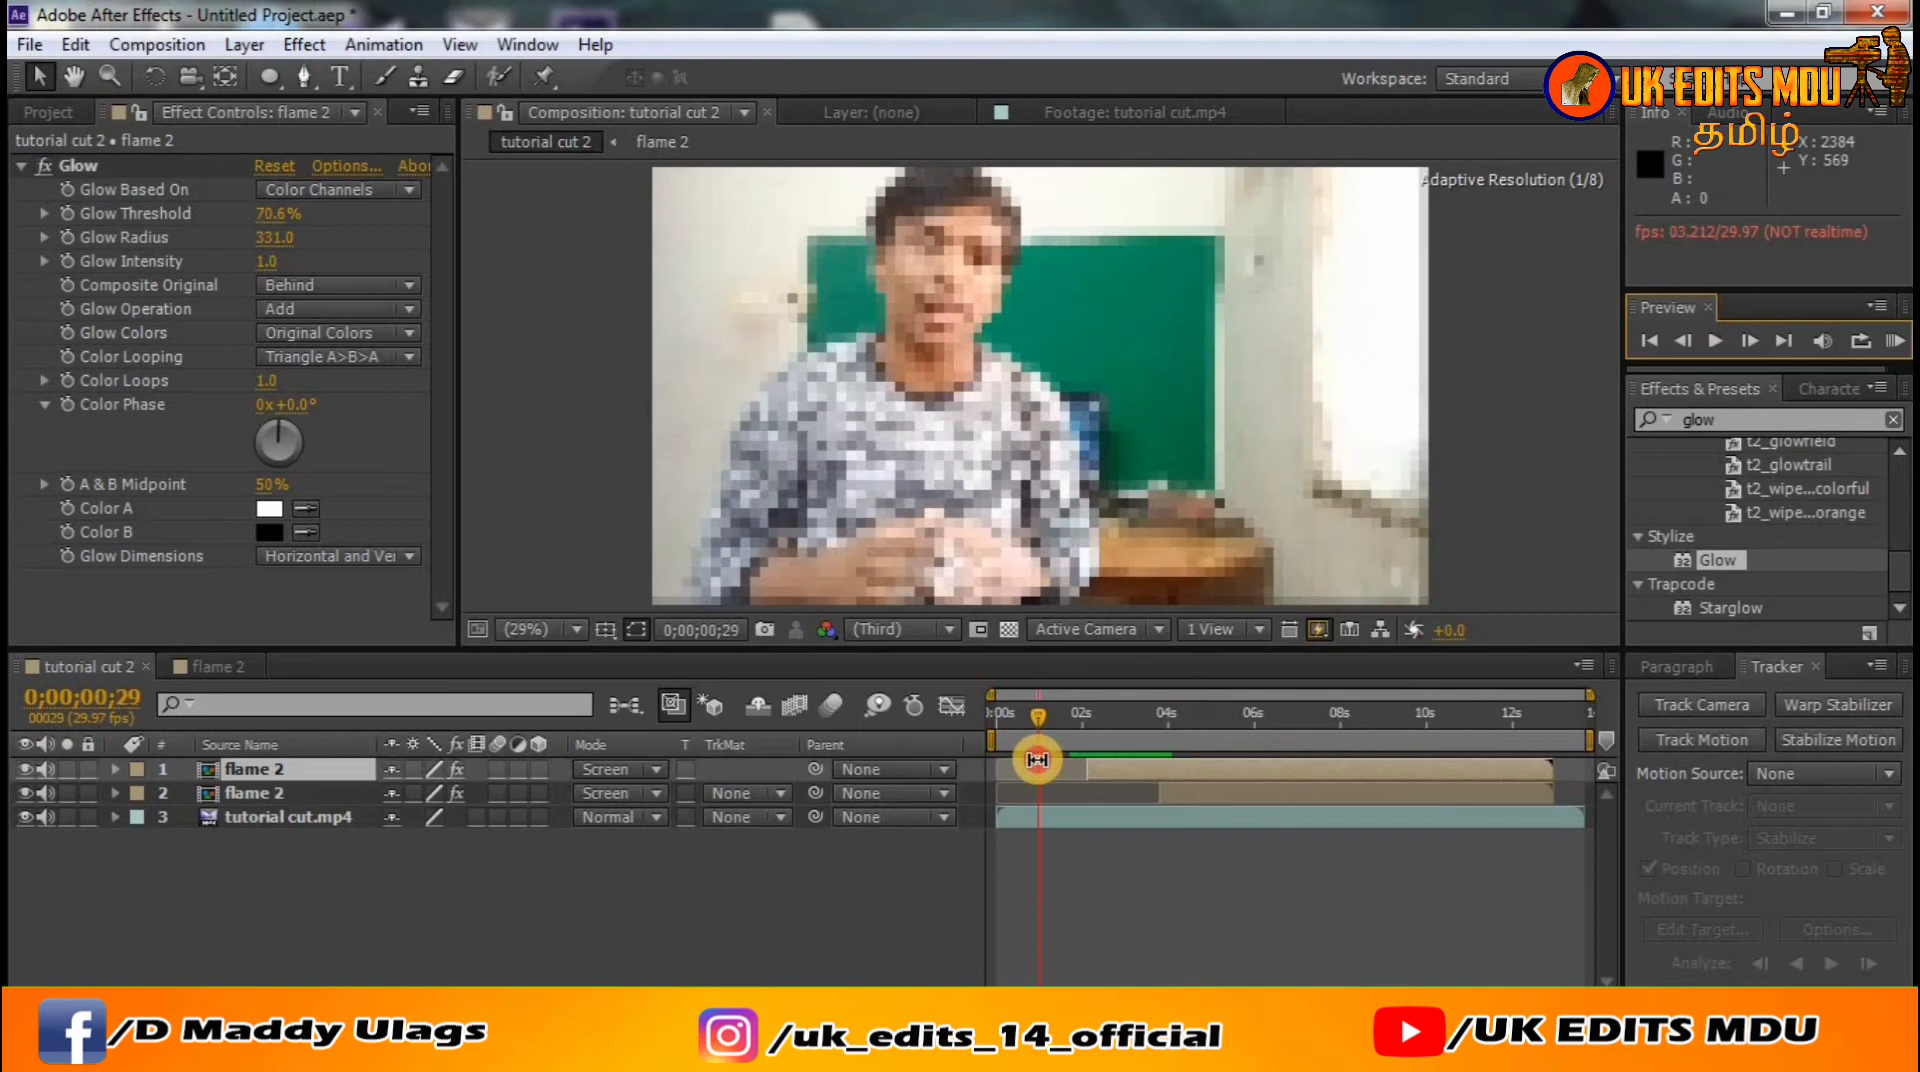 Adobe After Effects - Untitled Project.aep *
File Edit Composition Layer Effect Animation View Window Help
Workspace: Standard
UK EDITS MDU
தமிழ்
Project Effect Controls: flame 2
Composition: tutorial cut 2 Layer: (none) Footage: tutorial cut.mp4
Info Audio
tutorial cut 2 • flame 2
tutorial cut 2 flame 2
R: X: 2384
G: Y: 569
B:
A: 0
fps: 03.212/29.97 (NOT realtime)
Adaptive Resolution (1/8)
fx Glow Reset Options... Abo
Glow Based On Color Channels
Glow Threshold 70.6%
Glow Radius 331.0
Glow Intensity 1.0
Composite Original Behind
Glow Operation Add
Glow Colors Original Colors
Color Looping Triangle A>B>A
Color Loops 1.0
Color Phase 0x+0.0°
A & B Midpoint 50%
Color A
Color B
Glow Dimensions Horizontal and Ver
Preview
Effects & Presets Characte
glow
t2_glowfield
t2_glowtrail
t2_wipe...colorful
t2_wipe...orange
Stylize
32 Glow
Trapcode
32 Starglow
(29%) 0;00;00;29 (Third) Active Camera 1 View +0.0
tutorial cut 2 flame 2
0;00;00;29
00029 (29.97 fps)
0:00s 02s 04s 06s 08s 10s 12s 1
# Source Name fx Mode T TrkMat Parent
1 flame 2 fx Screen None
2 flame 2 fx Screen None None
3 tutorial cut.mp4 Normal None None
Paragraph Tracker
Track Camera Warp Stabilizer
Track Motion Stabilize Motion
Motion Source: None
Current Track: None
Track Type: Stabilize
Position Rotation Scale
Motion Target:
Edit Target... Options...
Analyze:
/D Maddy Ulags
/uk_edits_14_official
/UK EDITS MDU